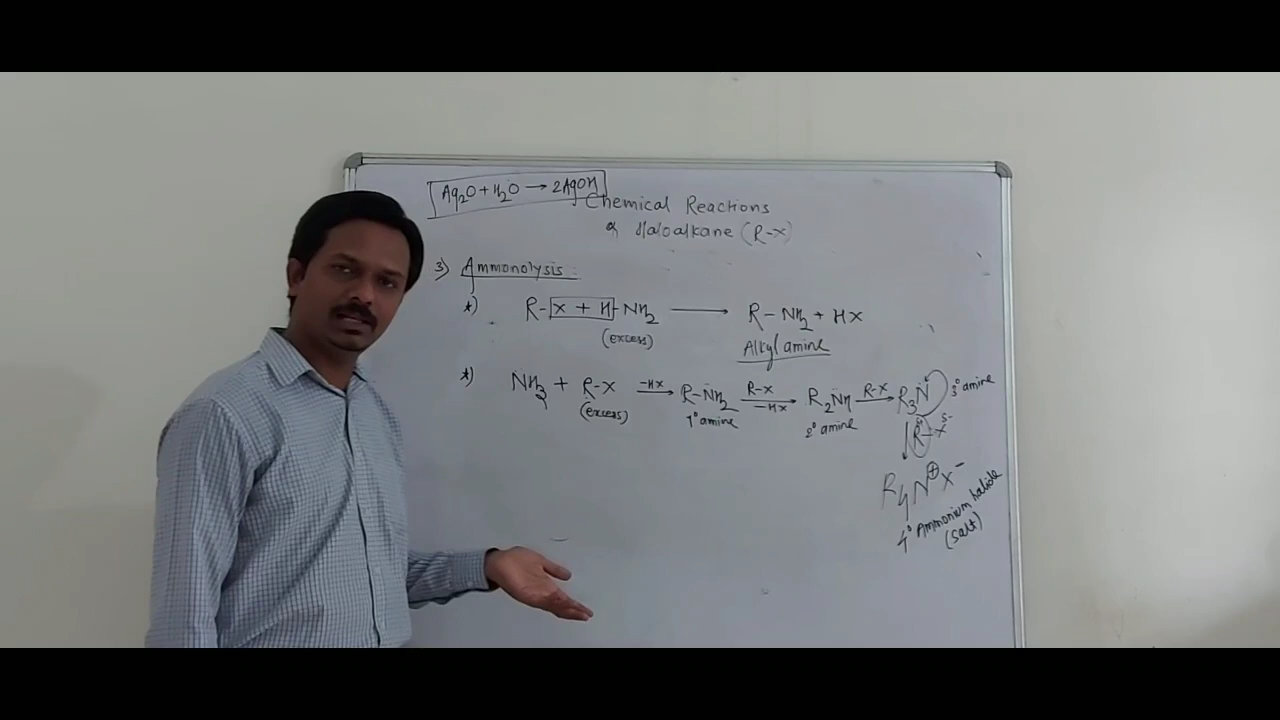 Ag₂O + H₂O → 2AgOH
Chemical Reactions
of Haloalkane (R-X)
3) Ammonolysis :
*) R-X + H-NH₂ → R-NH₂ + HX
(excess)
Alkyl amine
*) NH₃ + R-X -HX → R-NH₂ R-X → -HX R₂NH R-X → R₃N
(excess)
1° amine
2° amine
3° amine
R-X δ-
R₄N⊕X⁻
4° Ammonium halide
(salt)